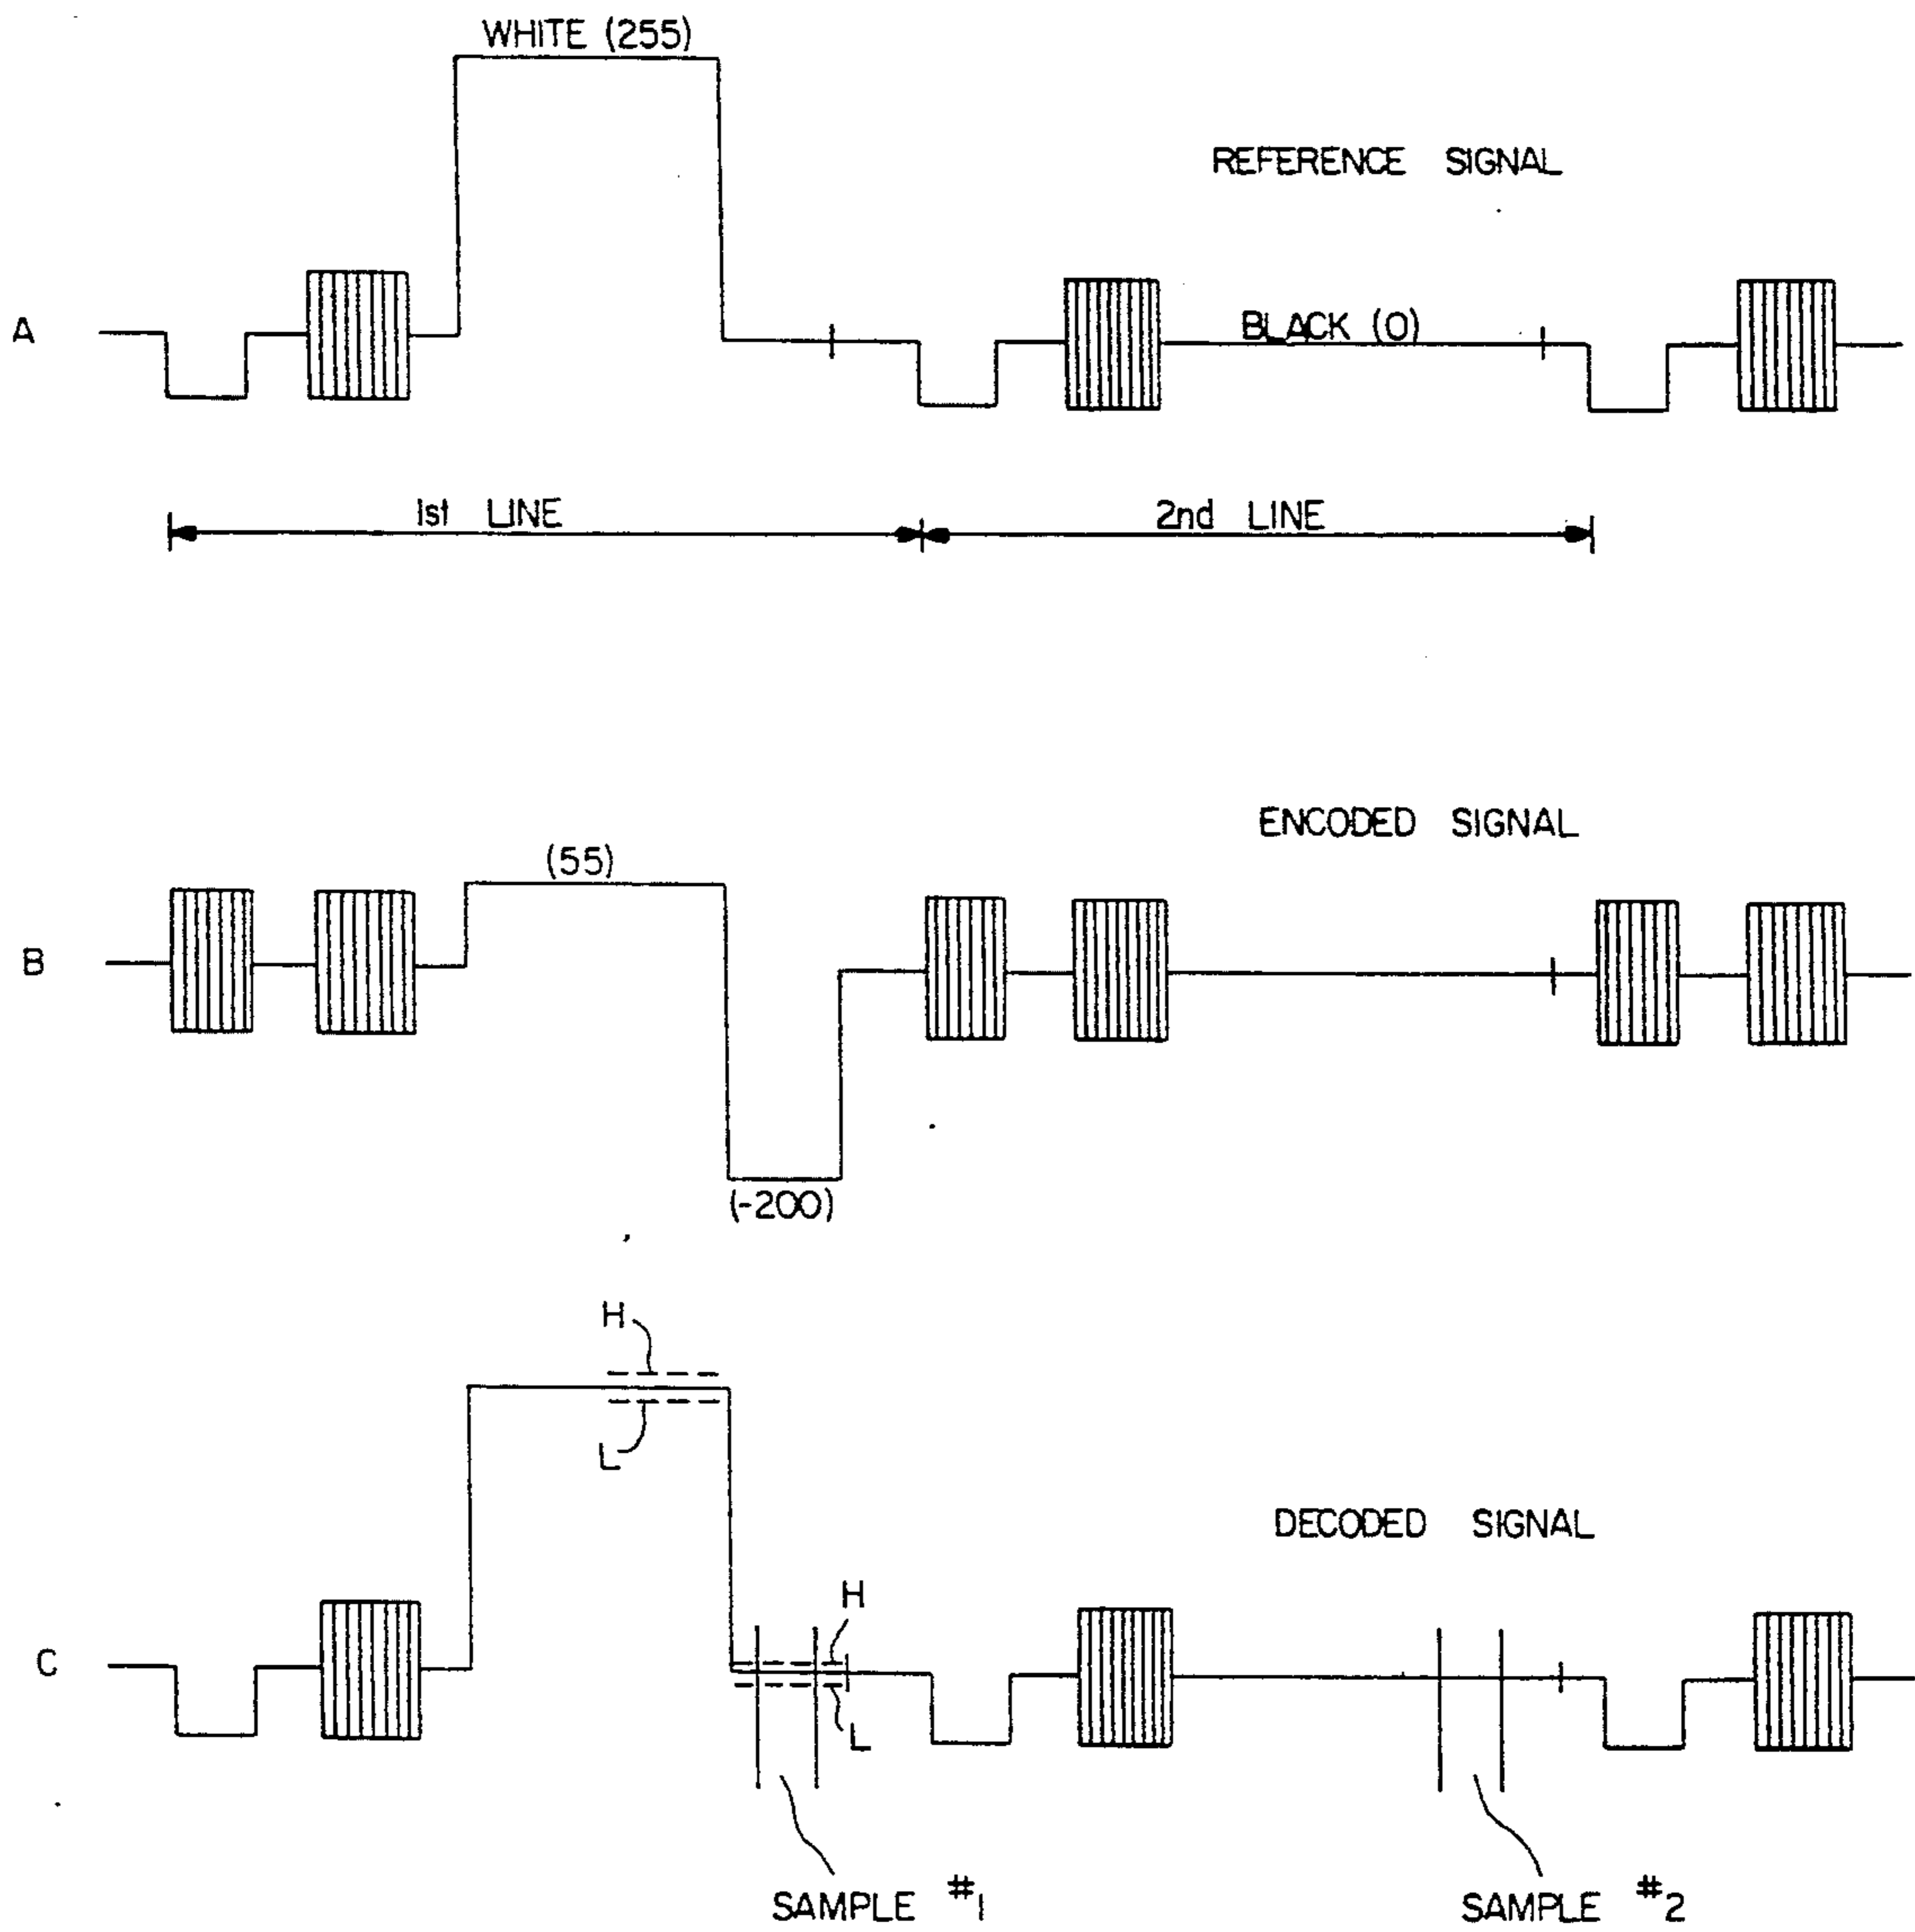 WHITE (255)
REFERENCE SIGNAL
A
BLACK (0)
1st LINE
2nd LINE
ENCODED SIGNAL
(55)
B
(-200)
H
L
DECODED SIGNAL
H
C
L
SAMPLE #1
SAMPLE #2